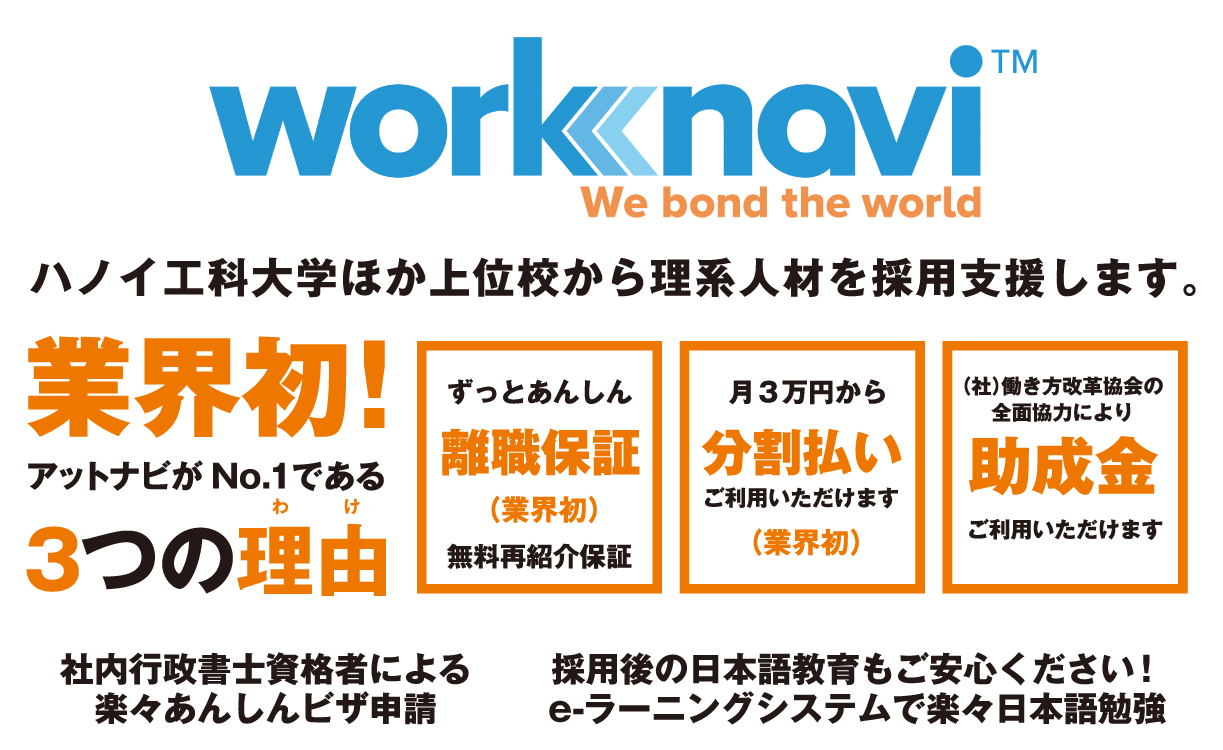 worknavi TM
We bond the world
ハノイ工科大学ほか上位校から理系人材を採用支援します。
業界初!
アットナビが No.1である
わけ
3つの理由
ずっとあんしん
離職保証
(業界初)
無料再紹介保証
月3万円から
分割払い
ご利用いただけます
(業界初)
(社)働き方改革協会の
全面協力により
助成金
ご利用いただけます
社内行政書士資格者による
楽々あんしんビザ申請
採用後の日本語教育もご安心ください!
e-ラーニングシステムで楽々日本語勉強